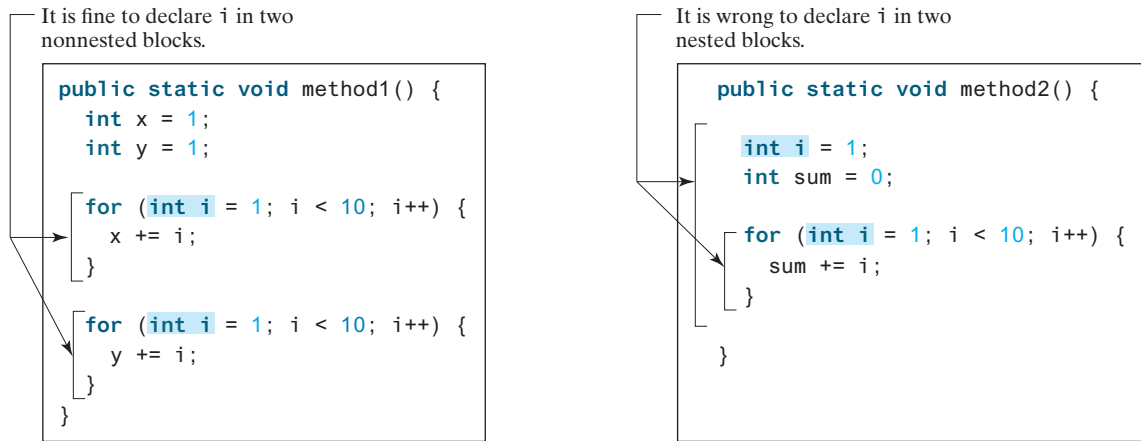 It is fine to declare i in two
nonnested blocks.
public static void method1() {
int x = 1;
int y = 1;
for (int i = 1; i < 10; i++) {
x += i;
}
for (int i = 1; i < 10; i++) {
y += i;
}
}
It is wrong to declare i in two
nested blocks.
public static void method2() {
int i = 1;
int sum = 0;
for (int i = 1; i < 10; i++) {
sum += i;
}
}